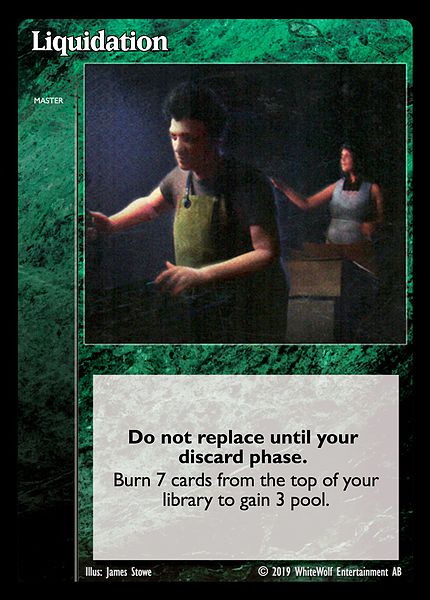 Liquidation
MASTER
Do not replace until your
discard phase.
Burn 7 cards from the top of your
library to gain 3 pool.
Illus: James Stowe
© 2019 WhiteWolf Entertainment AB